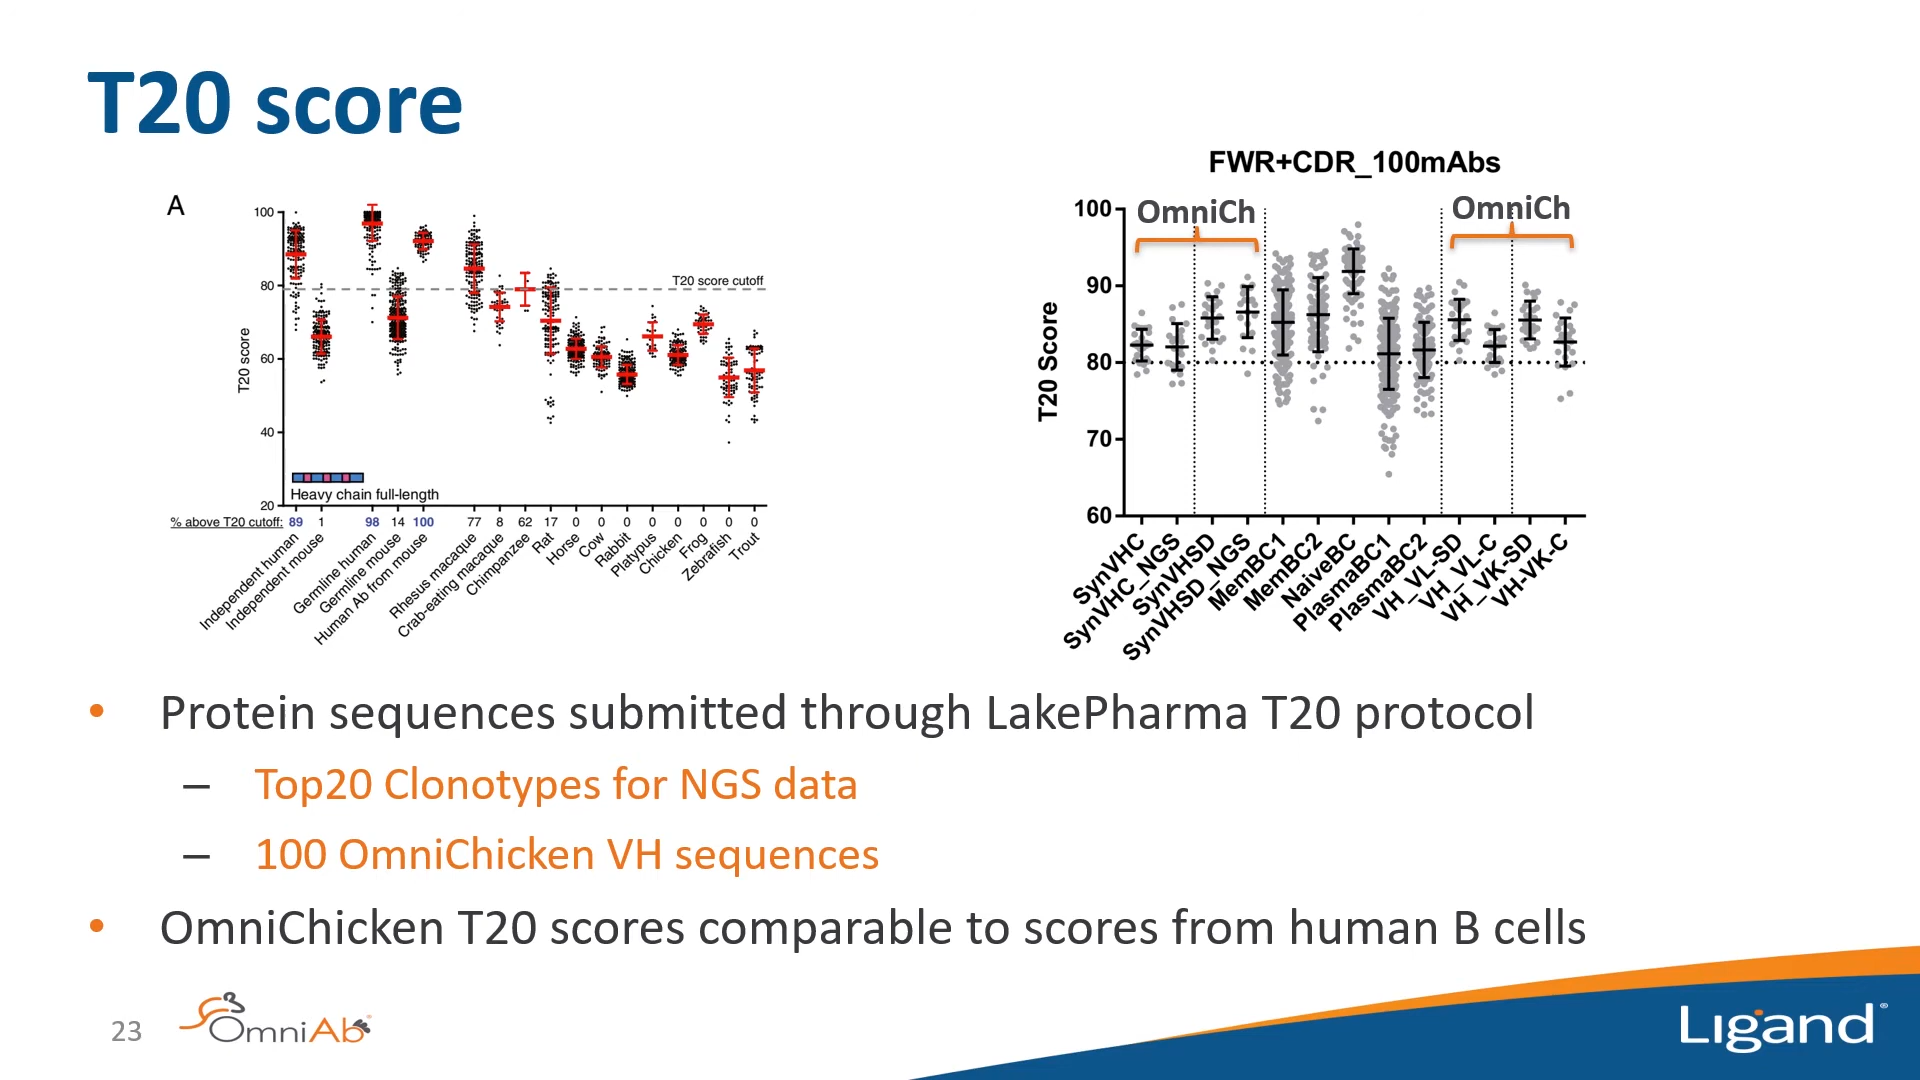 T20 score
A
100
80
60
40
20
T20 score
T20 score cutoff
Heavy chain full-length
% above T20 cutoff: 89 1 98 14 100 77 8 62 17 0 0 0 0 0 0 0 0
Independent human
Independent mouse
Germline human
Germline mouse
Human Ab from mouse
Rhesus macaque
Crab-eating macaque
Chimpanzee
Rat
Horse
Cow
Rabbit
Platypus
Chicken
Frog
Zebrafish
Trout
FWR+CDR_100mAbs
OmniCh
OmniCh
100
90
80
70
60
T20 Score
SynVHC
SynVHC_NGS
SynVHSD
SynVHSD_NGS
MemBC1
MemBC2
NaiveBC
PlasmaBC1
PlasmaBC2
VH_VL-SD
VH_VL-C
VH_VK-SD
VH-VK-C
• Protein sequences submitted through LakePharma T20 protocol
– Top20 Clonotypes for NGS data
– 100 OmniChicken VH sequences
• OmniChicken T20 scores comparable to scores from human B cells
23
OmniAb
Ligand®